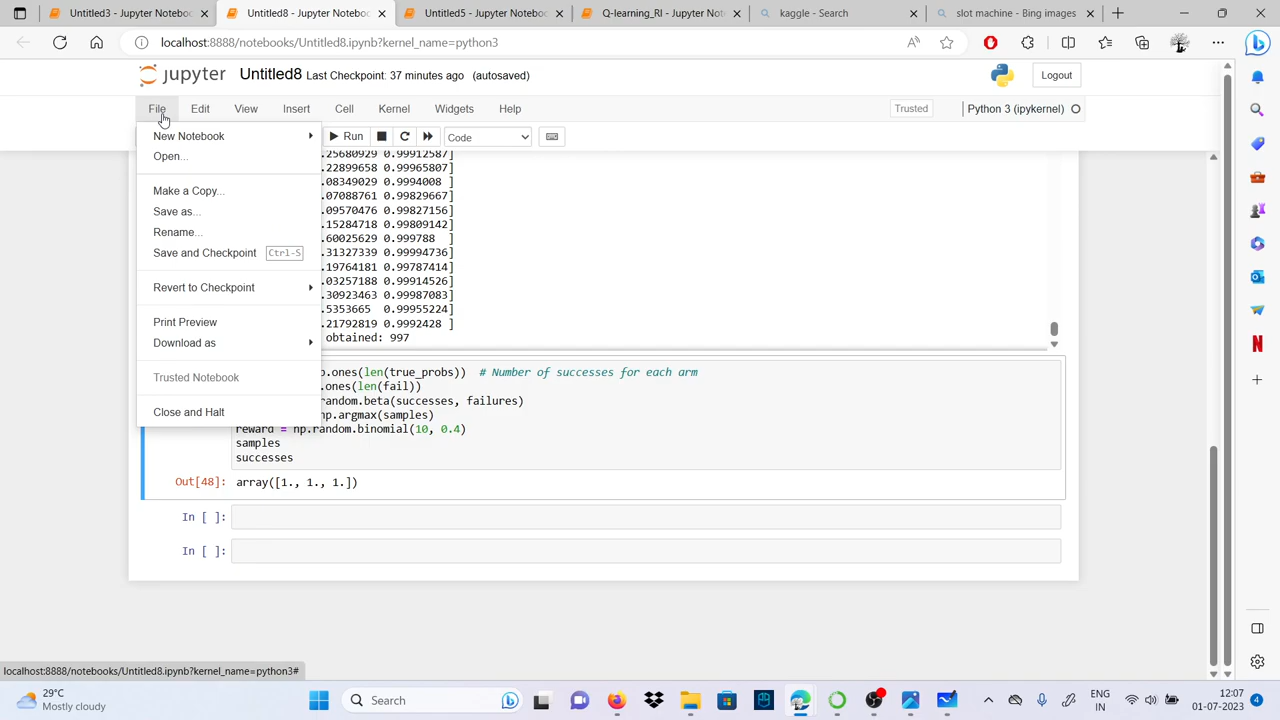 Untitled3 - Jupyter Notebook
Untitled8 - Jupyter Notebook
Untitled5 - Jupyter Notebook
Q-learning_RL - Jupyter Notebook
kaggle - Search
slot machine - Bing images
localhost:8888/notebooks/Untitled8.ipynb?kernel_name=python3
jupyter Untitled8 Last Checkpoint: 37 minutes ago (autosaved)
Logout
File Edit View Insert Cell Kernel Widgets Help
Trusted
Python 3 (ipykernel)
Run
Code
New Notebook
Open...
Make a Copy...
Save as...
Rename...
Save and Checkpoint Ctrl-S
Revert to Checkpoint
Print Preview
Download as
Trusted Notebook
Close and Halt
.25680929 0.99912587]
.22899658 0.99965807]
.08349029 0.9994008 ]
.07088761 0.99829667]
.09570476 0.99827156]
.15284718 0.99809142]
.60025629 0.999788 ]
.31327339 0.99994736]
.19764181 0.99787414]
.03257188 0.99914526]
.30923463 0.99987083]
.5353665 0.99955224]
.21792819 0.9992428 ]
obtained: 997
.ones(len(true_probs)) # Number of successes for each arm
.ones(len(fail))
random.beta(successes, failures)
np.argmax(samples)
reward = np.random.binomial(10, 0.4)
samples
successes
Out[48]: array([1., 1., 1.])
In [ ]:
In [ ]:
localhost:8888/notebooks/Untitled8.ipynb?kernel_name=python3#
29°C
Mostly cloudy
Search
ENG
IN
12:07
01-07-2023
4